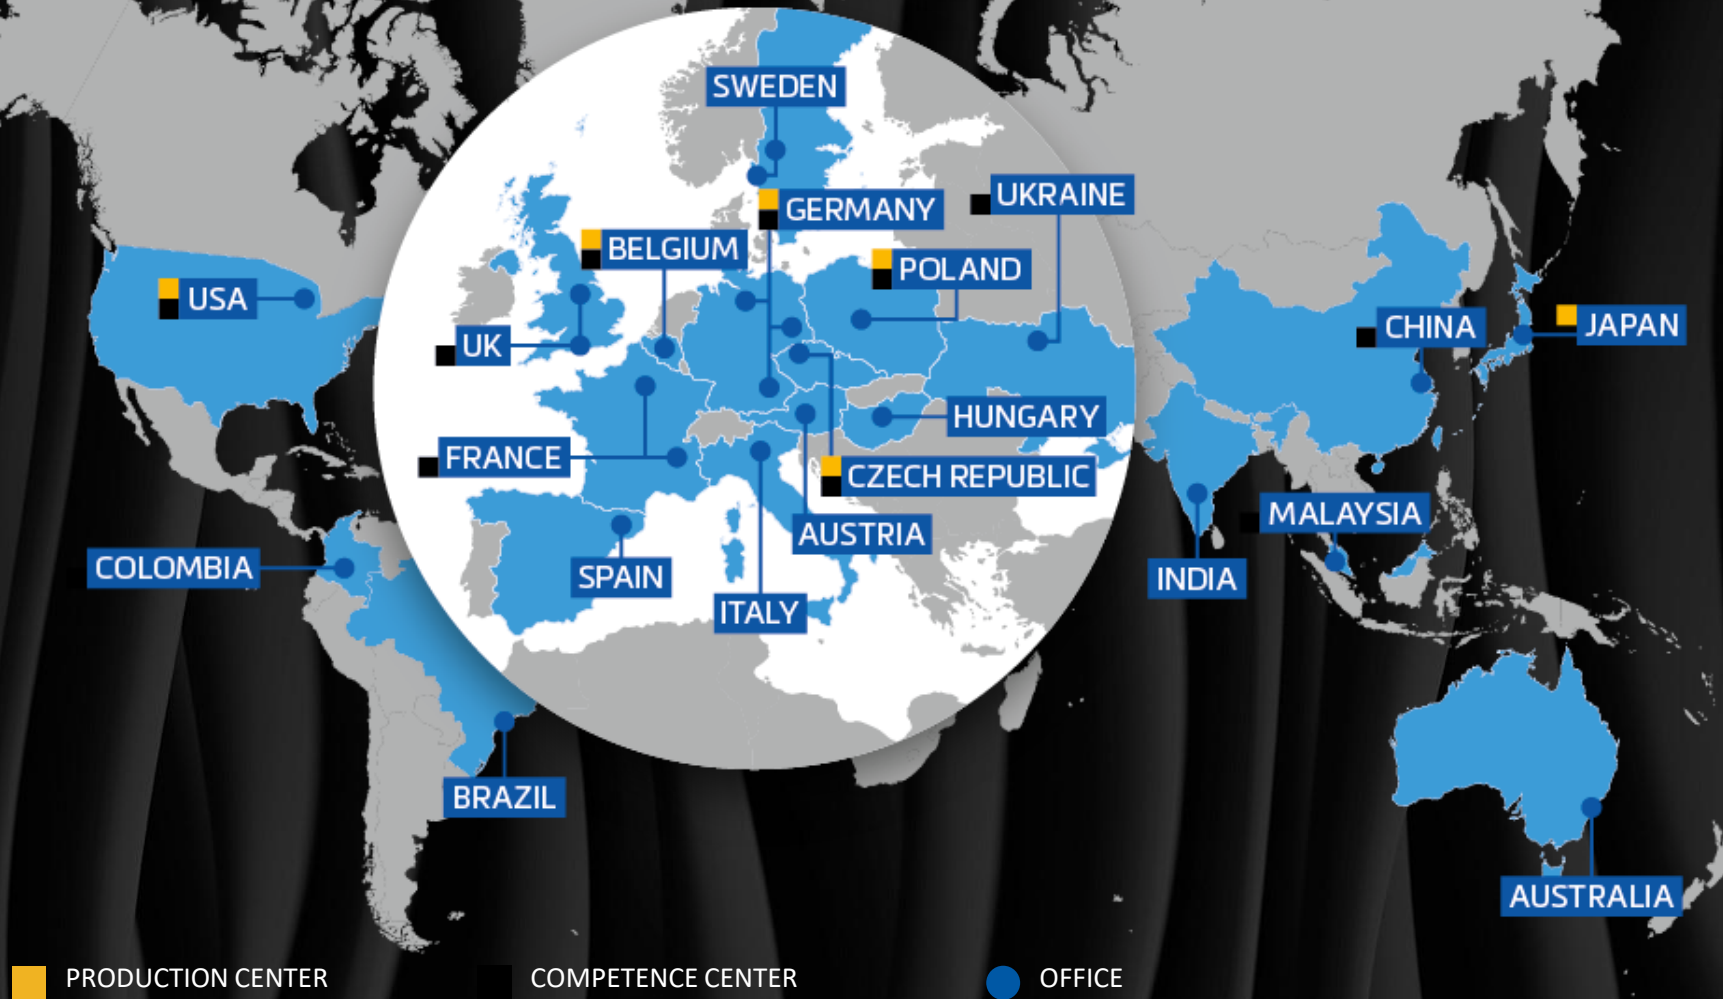 SWEDEN
UKRAINE
GERMANY
BELGIUM
POLAND
USA
CHINA
JAPAN
UK
HUNGARY
FRANCE
CZECH REPUBLIC
MALAYSIA
AUSTRIA
COLOMBIA
SPAIN
INDIA
ITALY
BRAZIL
AUSTRALIA
PRODUCTION CENTER
COMPETENCE CENTER
OFFICE